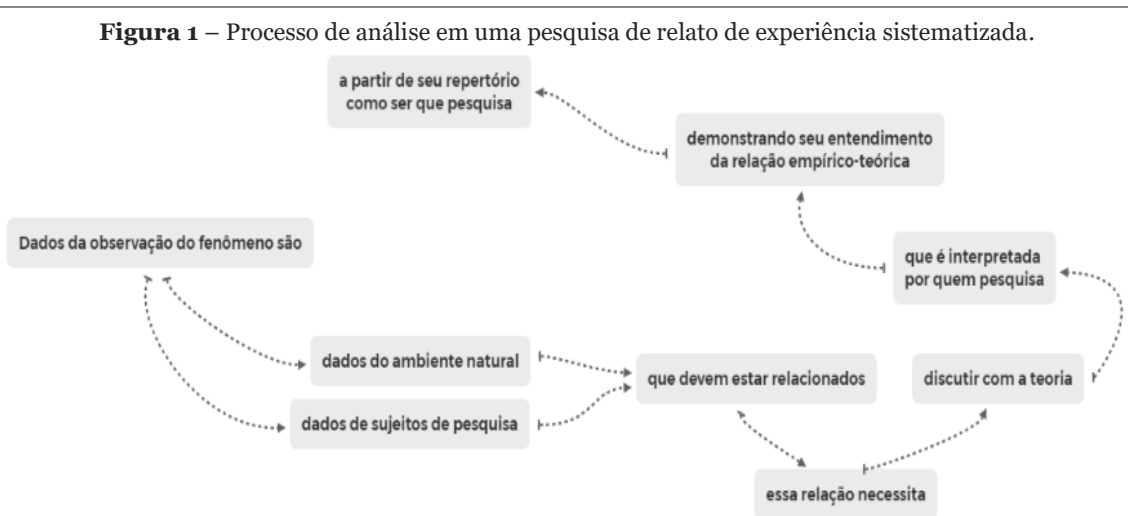 Figura 1 – Processo de análise em uma pesquisa de relato de experiência sistematizada.
a partir de seu repertório
como ser que pesquisa
demonstrando seu entendimento
da relação empírico-teórica
Dados da observação do fenômeno são
que é interpretada
por quem pesquisa
dados do ambiente natural
que devem estar relacionados
discutir com a teoria
dados de sujeitos de pesquisa
essa relação necessita